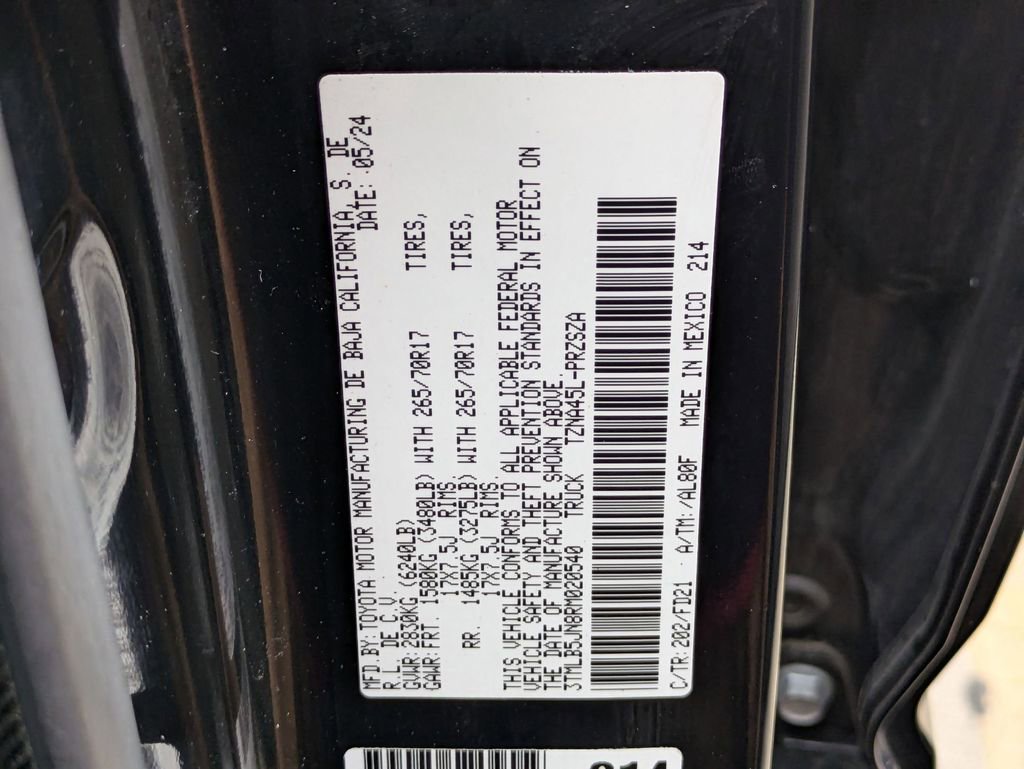 MFD.BY:TOYOTA MOTOR MANUFACTURING DE BAJA CALIFORNIA, S. DE
R.L. DE C.V. DATE: 05/24
GVWR:2830KG (6240LB)
GAWR:FRT. 1580KG (3480LB) WITH 265/70R17 TIRES,
17X7.5J RIMS.
RR. 1485KG (3275LB) WITH 265/70R17 TIRES,
17X7.5J RIMS.
THIS VEHICLE CONFORMS TO ALL APPLICABLE FEDERAL MOTOR
VEHICLE SAFETY AND THEFT PREVENTION STANDARDS IN EFFECT ON
THE DATE OF MANUFACTURE SHOWN ABOVE.
3TMLB5JN8RM020540 TRUCK TZNA45L-PRZSZA
C/TR:202/FD21 A/TM:/AL80F MADE IN MEXICO 214
214